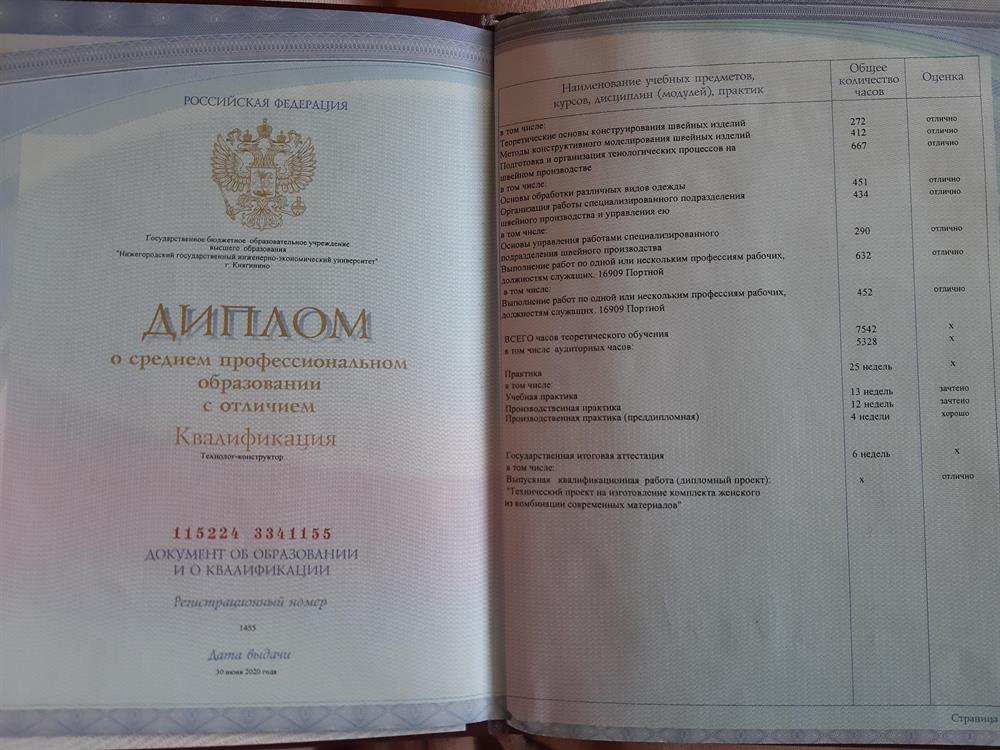 РОССИЙСКАЯ ФЕДЕРАЦИЯ
Государственное бюджетное образовательное учреждение
высшего образования
"Нижегородский государственный инженерно-экономический университет"
г. Княгинино
ДИПЛОМ
о среднем профессиональном
образовании
с отличием
Квалификация
Технолог-конструктор
115224 3341155
ДОКУМЕНТ ОБ ОБРАЗОВАНИИ
И О КВАЛИФИКАЦИИ
Регистрационный номер
1455
Дата выдачи
30 июня 2020 года
Наименование учебных предметов,
курсов, дисциплин (модулей), практик
Общее
количество
часов
Оценка
в том числе:
Теоретические основы конструирования швейных изделий 272 отлично
Методы конструктивного моделирования швейных изделий 412 отлично
Подготовка и организация тенологических процессов на 667 отлично
швейном производстве
в том числе:
Основы обработки различных видов одежды 451 отлично
Организация работы специализированного подразделения 434 отлично
швейного производства и управления ею
в том числе:
Основы управления работами специализированного 290 отлично
подразделения швейного производства
Выполнение работ по одной или нескольким профессиям рабочих, 632 отлично
должностям служащих. 16909 Портной
в том числе:
Выполнение работ по одной или нескольким профессиям рабочих, 452 отлично
должностям служащих. 16909 Портной
ВСЕГО часов теоретического обучения 7542 х
в том числе аудиторных часов: 5328 х
Практика 25 недель х
в том числе:
Учебная практика 13 недель зачтено
Производственная практика 12 недель зачтено
Производственная практика (преддипломная) 4 недели хорошо
Государственная итоговая аттестация 6 недель х
в том числе:
Выпускная квалификационная работа (дипломный проект): х отлично
"Технический проект на изготовление комплекта женского
из комбинации современных материалов"
Страница